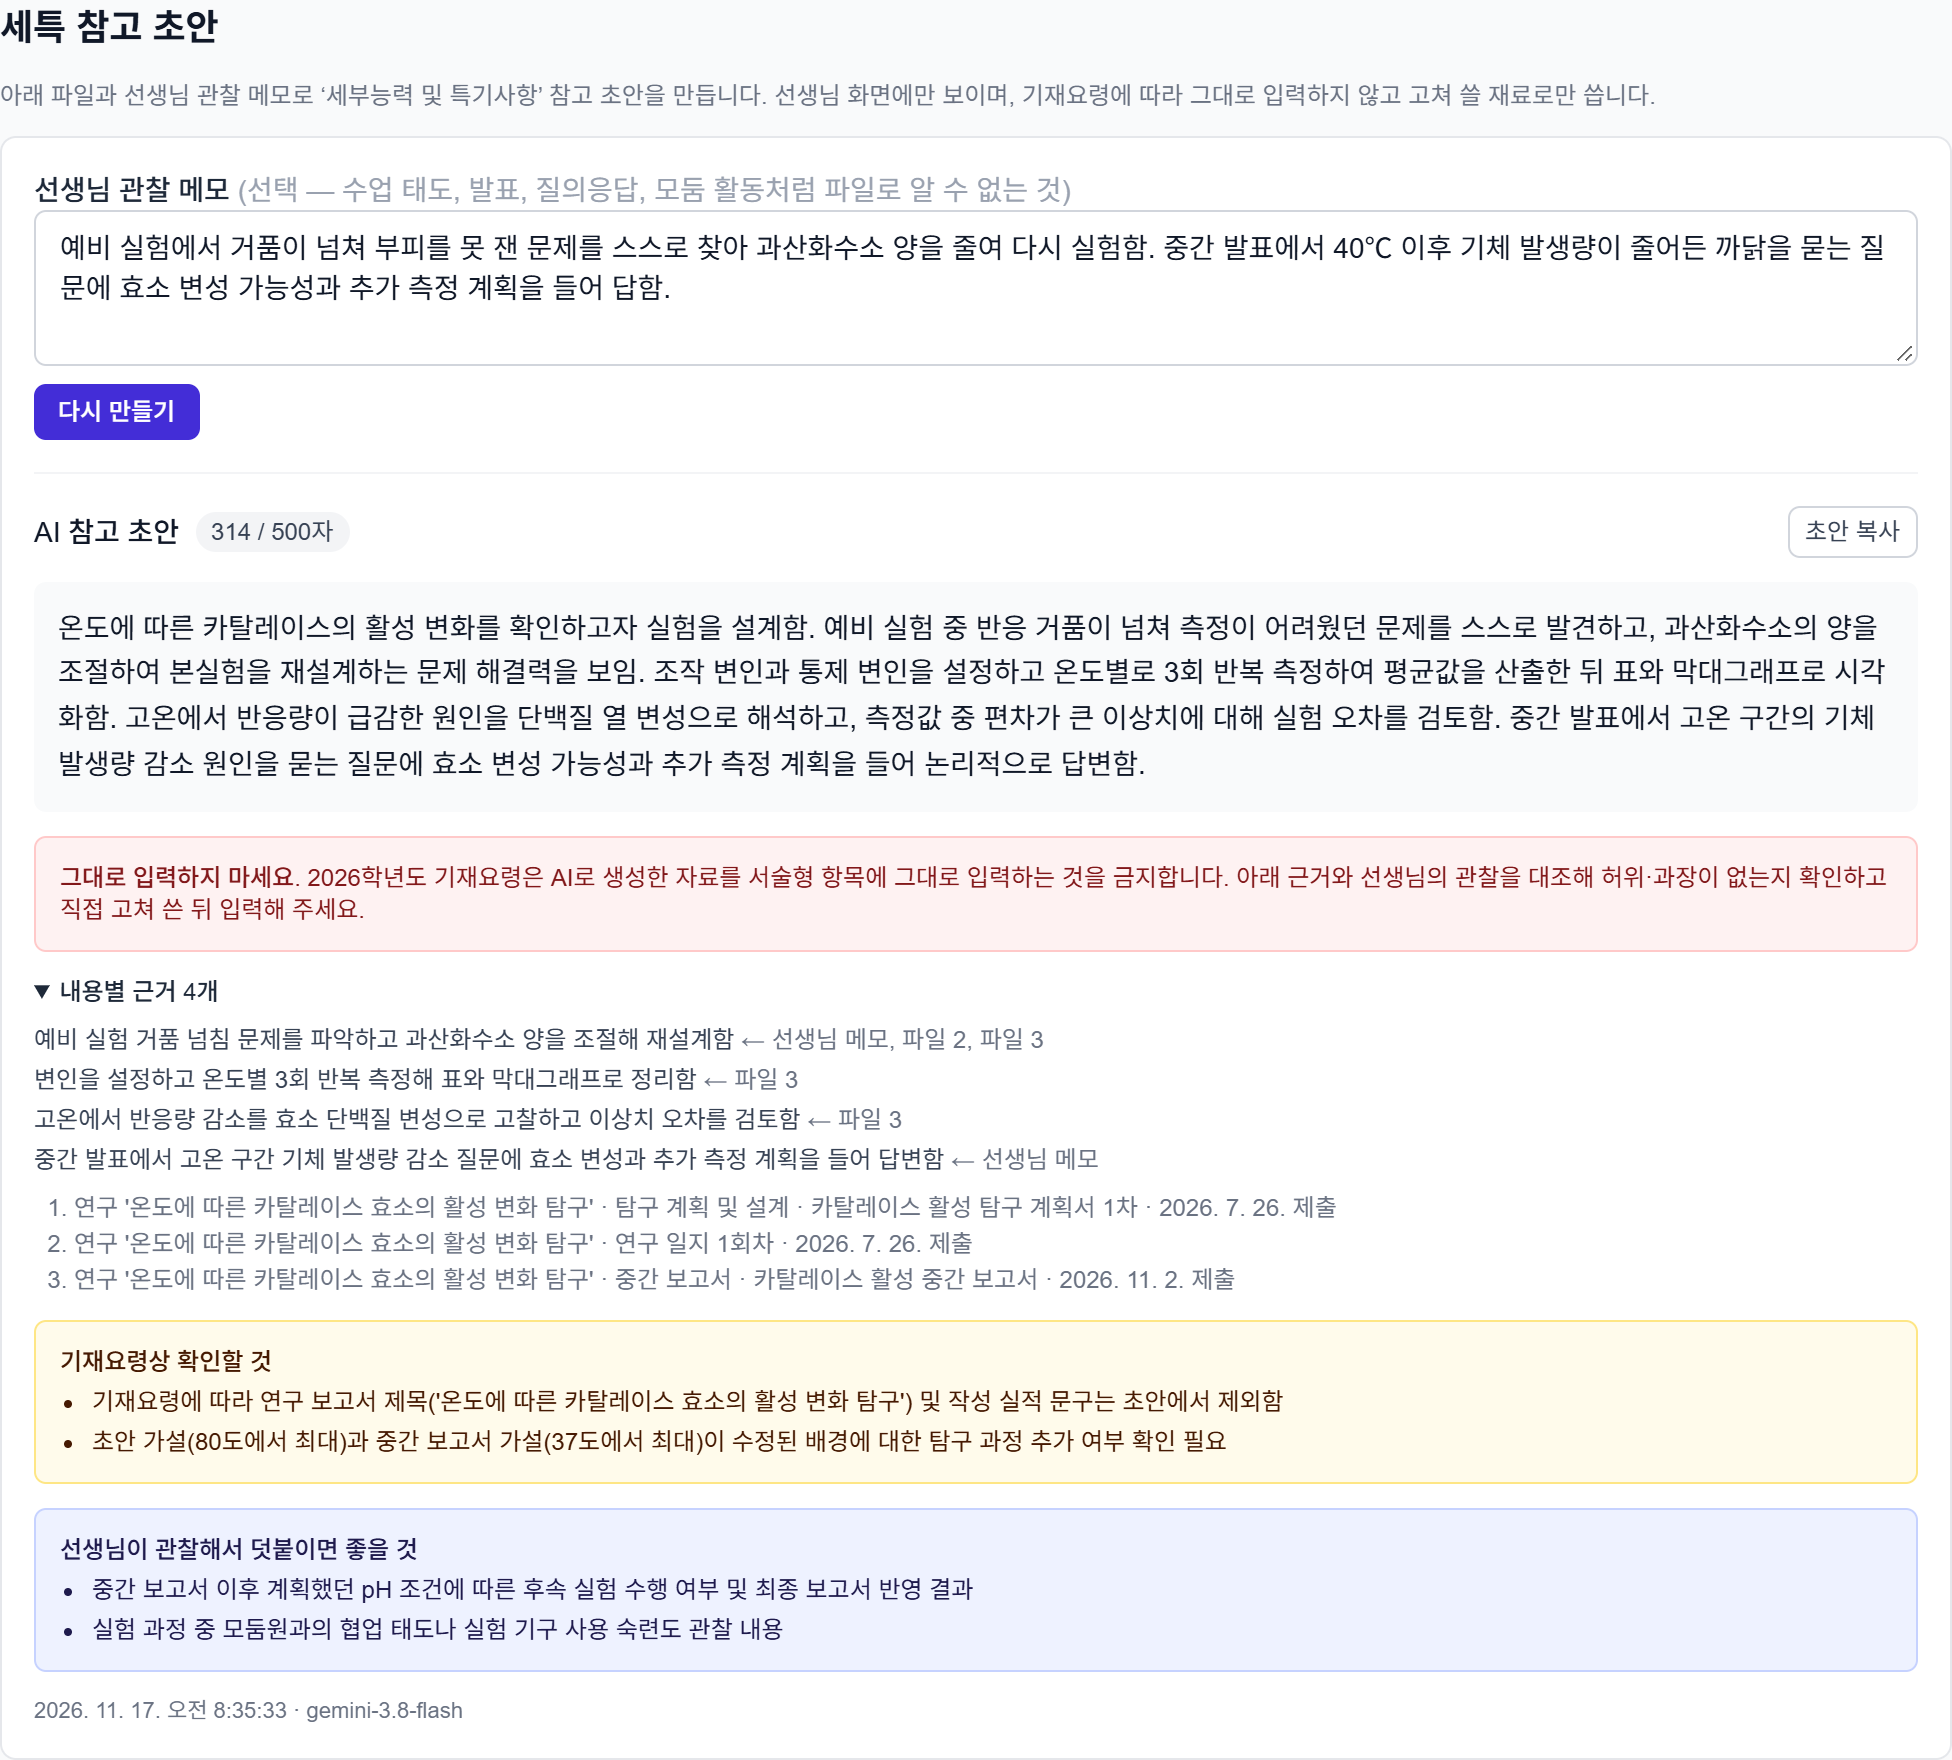 세특 참고 초안
아래 파일과 선생님 관찰 메모로 ‘세부능력 및 특기사항’ 참고 초안을 만듭니다. 선생님 화면에만 보이며, 기재요령에 따라 그대로 입력하지 않고 고쳐 쓸 재료로만 씁니다.
선생님 관찰 메모 (선택 — 수업 태도, 발표, 질의응답, 모둠 활동처럼 파일로 알 수 없는 것)
예비 실험에서 거품이 넘쳐 부피를 못 잰 문제를 스스로 찾아 과산화수소 양을 줄여 다시 실험함. 중간 발표에서 40℃ 이후 기체 발생량이 줄어든 까닭을 묻는 질
문에 효소 변성 가능성과 추가 측정 계획을 들어 답함.
다시 만들기
AI 참고 초안 314 / 500자
초안 복사
온도에 따른 카탈레이스의 활성 변화를 확인하고자 실험을 설계함. 예비 실험 중 반응 거품이 넘쳐 측정이 어려웠던 문제를 스스로 발견하고, 과산화수소의 양을
조절하여 본실험을 재설계하는 문제 해결력을 보임. 조작 변인과 통제 변인을 설정하고 온도별로 3회 반복 측정하여 평균값을 산출한 뒤 표와 막대그래프로 시각
화함. 고온에서 반응량이 급감한 원인을 단백질 열 변성으로 해석하고, 측정값 중 편차가 큰 이상치에 대해 실험 오차를 검토함. 중간 발표에서 고온 구간의 기체
발생량 감소 원인을 묻는 질문에 효소 변성 가능성과 추가 측정 계획을 들어 논리적으로 답변함.
그대로 입력하지 마세요. 2026학년도 기재요령은 AI로 생성한 자료를 서술형 항목에 그대로 입력하는 것을 금지합니다. 아래 근거와 선생님의 관찰을 대조해 허위·과장이 없는지 확인하고
직접 고쳐 쓴 뒤 입력해 주세요.
▼ 내용별 근거 4개
예비 실험 거품 넘침 문제를 파악하고 과산화수소 양을 조절해 재설계함 ← 선생님 메모, 파일 2, 파일 3
변인을 설정하고 온도별 3회 반복 측정해 표와 막대그래프로 정리함 ← 파일 3
고온에서 반응량 감소를 효소 단백질 변성으로 고찰하고 이상치 오차를 검토함 ← 파일 3
중간 발표에서 고온 구간 기체 발생량 감소 질문에 효소 변성과 추가 측정 계획을 들어 답변함 ← 선생님 메모
1. 연구 '온도에 따른 카탈레이스 효소의 활성 변화 탐구' · 탐구 계획 및 설계 · 카탈레이스 활성 탐구 계획서 1차 · 2026. 7. 26. 제출
2. 연구 '온도에 따른 카탈레이스 효소의 활성 변화 탐구' · 연구 일지 1회차 · 2026. 7. 26. 제출
3. 연구 '온도에 따른 카탈레이스 효소의 활성 변화 탐구' · 중간 보고서 · 카탈레이스 활성 중간 보고서 · 2026. 11. 2. 제출
기재요령상 확인할 것
• 기재요령에 따라 연구 보고서 제목('온도에 따른 카탈레이스 효소의 활성 변화 탐구') 및 작성 실적 문구는 초안에서 제외함
• 초안 가설(80도에서 최대)과 중간 보고서 가설(37도에서 최대)이 수정된 배경에 대한 탐구 과정 추가 여부 확인 필요
선생님이 관찰해서 덧붙이면 좋을 것
• 중간 보고서 이후 계획했던 pH 조건에 따른 후속 실험 수행 여부 및 최종 보고서 반영 결과
• 실험 과정 중 모둠원과의 협업 태도나 실험 기구 사용 숙련도 관찰 내용
2026. 11. 17. 오전 8:35:33 · gemini-3.8-flash